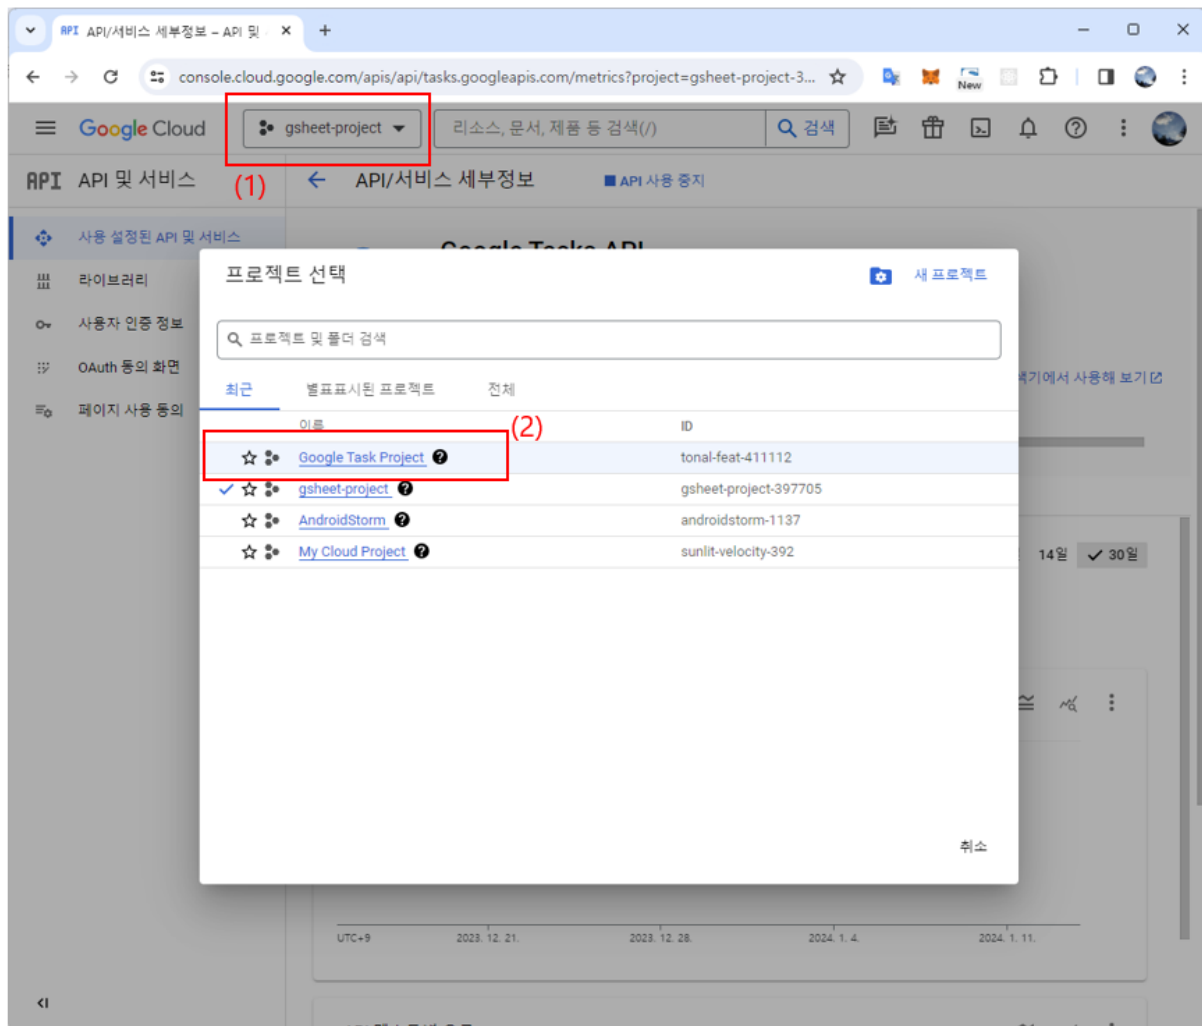 API API/서비스 세부정보 – API 및
console.cloud.google.com/apis/api/tasks.googleapis.com/metrics?project=gsheet-project-3...
New
Google Cloud
gsheet-project
리소스, 문서, 제품 등 검색(/)
검색
API API 및 서비스
(1)
API/서비스 세부정보
API 사용 중지
사용 설정된 API 및 서비스
라이브러리
사용자 인증 정보
OAuth 동의 화면
페이지 사용 동의
Google Tasks API
프로젝트 선택
새 프로젝트
프로젝트 및 폴더 검색
최근 별표표시된 프로젝트 전체
(2)
이름 ID
Google Task Project tonal-feat-411112
gsheet-project gsheet-project-397705
AndroidStorm androidstorm-1137
My Cloud Project sunlit-velocity-392
취소
색기에서 사용해 보기
14일 30일
UTC+9 2023. 12. 21. 2023. 12. 28. 2024. 1. 4. 2024. 1. 11.